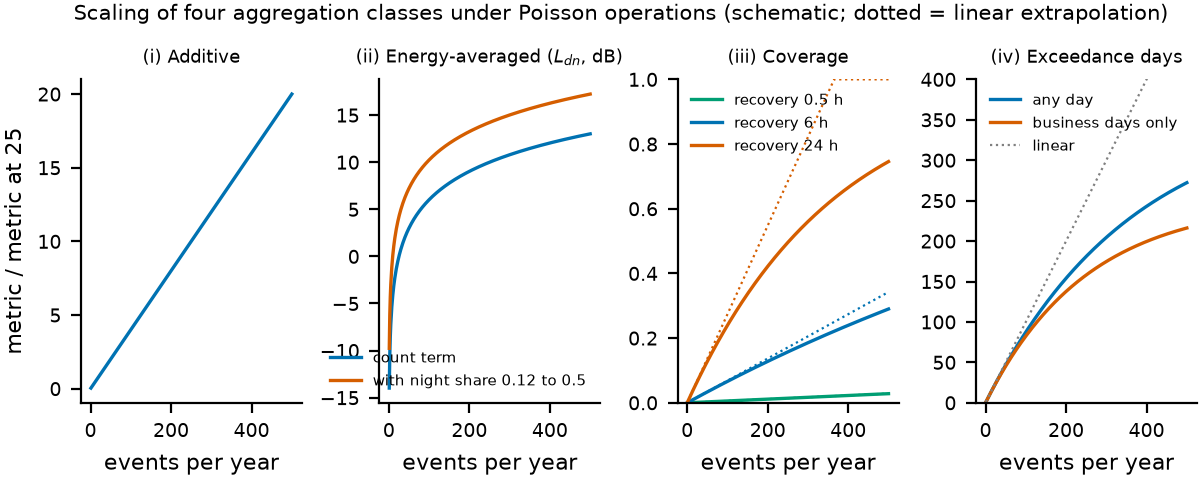 Scaling of four aggregation classes under Poisson operations (schematic; dotted = linear extrapolation)
(i) Additive
metric / metric at 25
20
15
10
5
0
0 200 400
events per year
(ii) Energy-averaged (Ldn, dB)
15
10
5
0
−5
−10
−15
count term
with night share 0.12 to 0.5
0 200 400
events per year
(iii) Coverage
1.0
0.8
0.6
0.4
0.2
0.0
recovery 0.5 h
recovery 6 h
recovery 24 h
0 200 400
events per year
(iv) Exceedance days
400
350
300
250
200
150
100
50
0
any day
business days only
linear
0 200 400
events per year